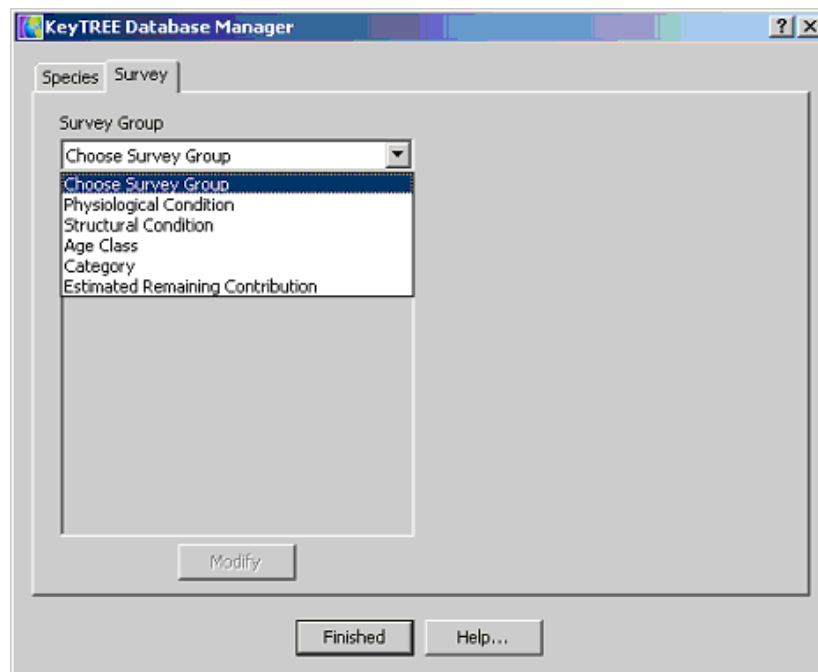 KeyTREE Database Manager
Species
Survey
Survey Group
Choose Survey Group
Choose Survey Group
Physiological Condition
Structural Condition
Age Class
Category
Estimated Remaining Contribution
Modify
Finished
Help...